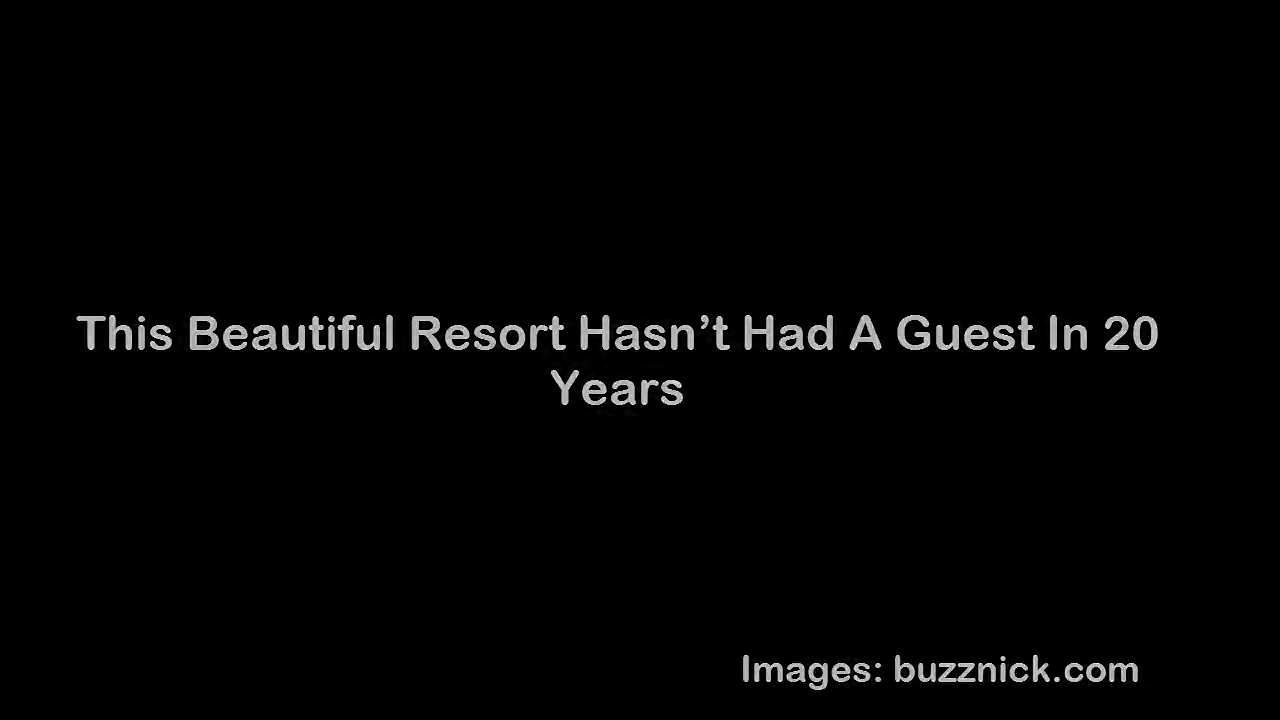 This Beautiful Resort Hasn’t Had A Guest In 20
Years
Images: buzznick.com